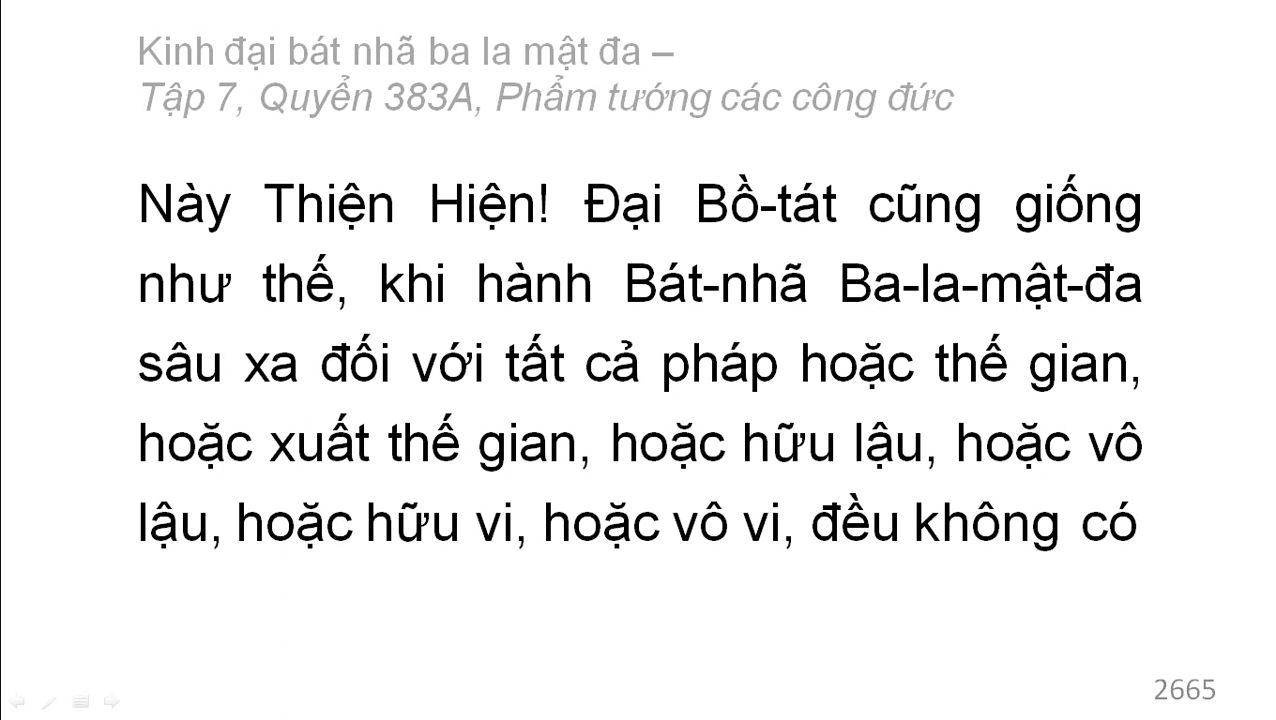 Kinh đại bát nhã ba la mật đa –
Tập 7, Quyển 383A, Phẩm tướng các công đức
Này Thiện Hiện! Đại Bồ-tát cũng giống
như thế, khi hành Bát-nhã Ba-la-mật-đa
sâu xa đối với tất cả pháp hoặc thế gian,
hoặc xuất thế gian, hoặc hữu lậu, hoặc vô
lậu, hoặc hữu vi, hoặc vô vi, đều không có
2665